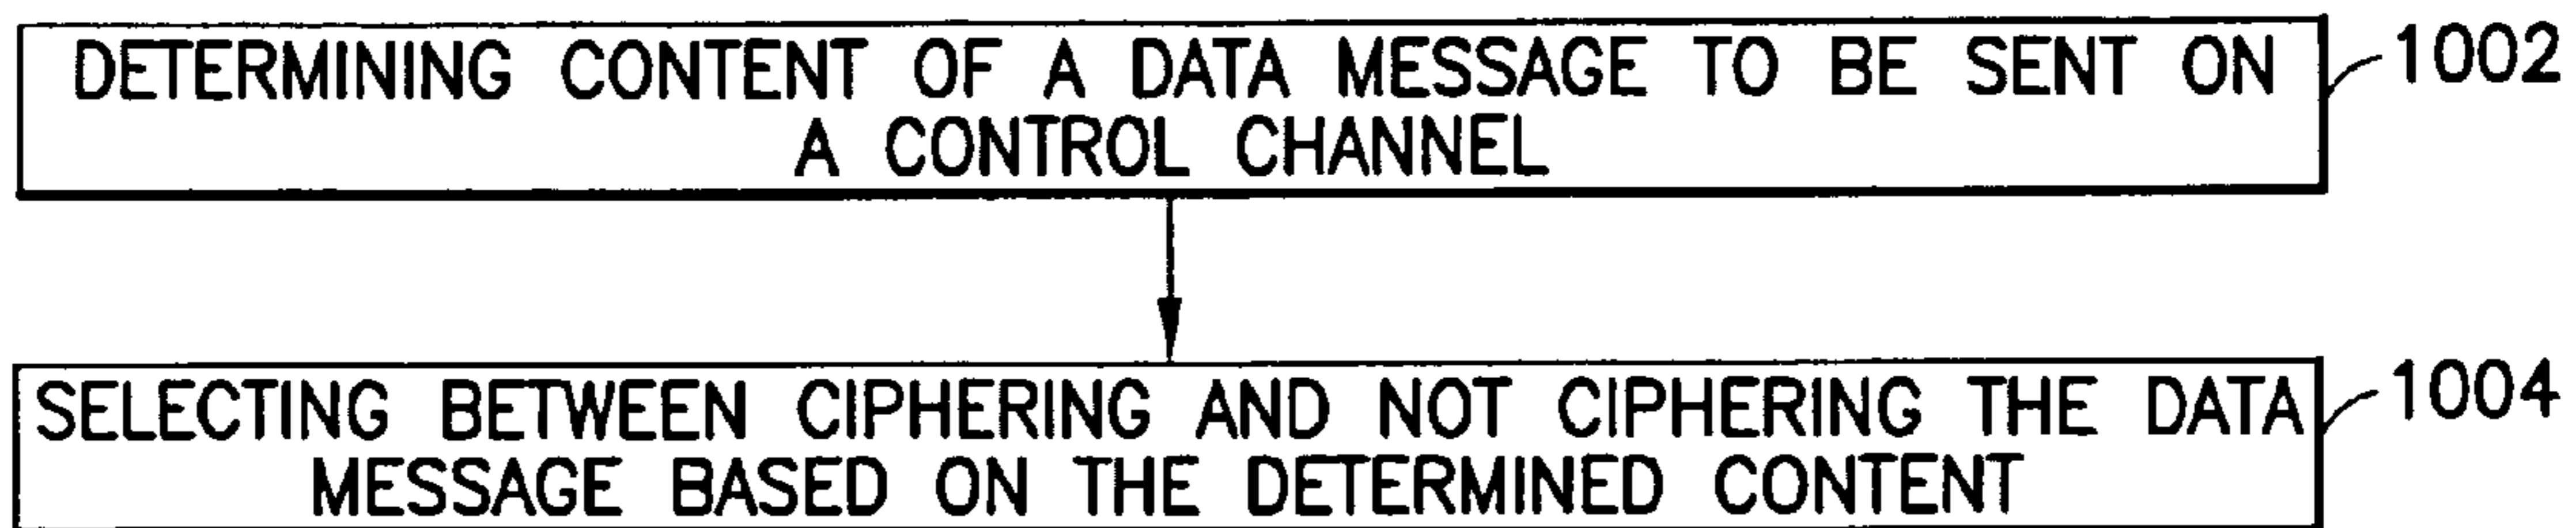 DETERMINING CONTENT OF A DATA MESSAGE TO BE SENT ON
A CONTROL CHANNEL
1002
SELECTING BETWEEN CIPHERING AND NOT CIPHERING THE DATA
MESSAGE BASED ON THE DETERMINED CONTENT
1004